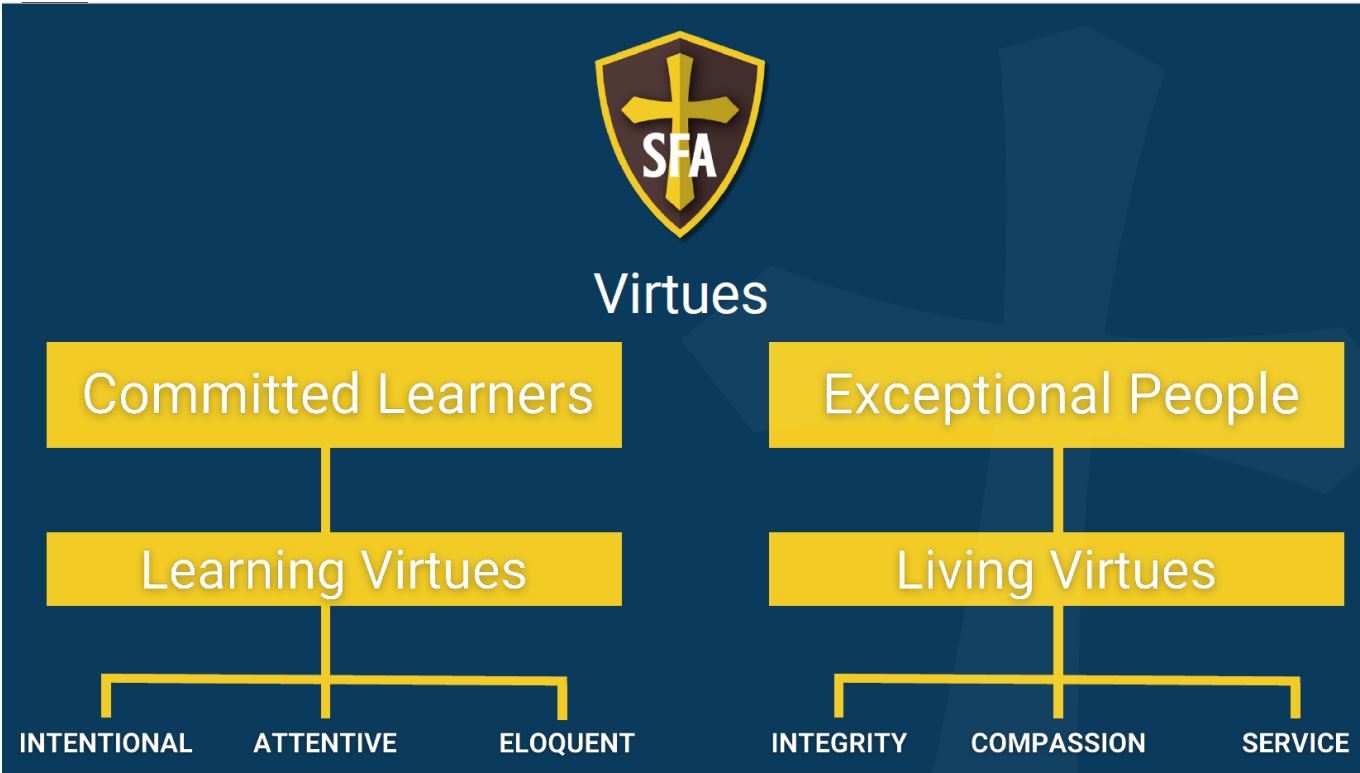 SFA
Virtues
Committed Learners
Exceptional People
Learning Virtues
Living Virtues
INTENTIONAL
ATTENTIVE
ELOQUENT
INTEGRITY
COMPASSION
SERVICE